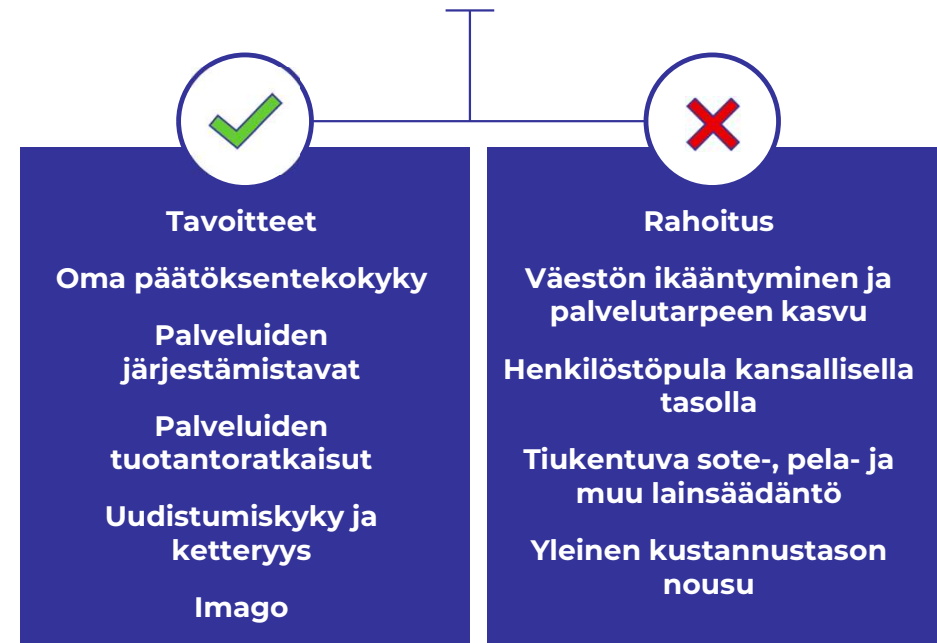 Tavoitteet
Oma päätöksentekokyky
Palveluiden
järjestämistavat
Palveluiden
tuotantoratkaisut
Uudistumiskyky ja
ketteryys
Imago
Rahoitus
Väestön ikääntyminen ja
palvelutarpeen kasvu
Henkilöstöpula kansallisella
tasolla
Tiukentuva sote-, pela- ja
muu lainsäädäntö
Yleinen kustannustason
nousu